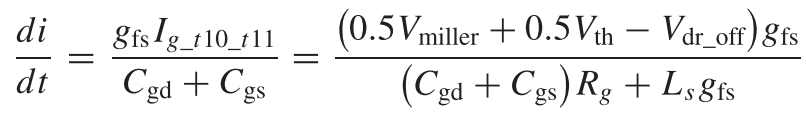 di/dt = g_fs I_g_t10_t11 / (C_gd + C_gs) = (0.5V_miller + 0.5V_th − V_dr_off) g_fs / ((C_gd + C_gs) R_g + L_s g_fs)